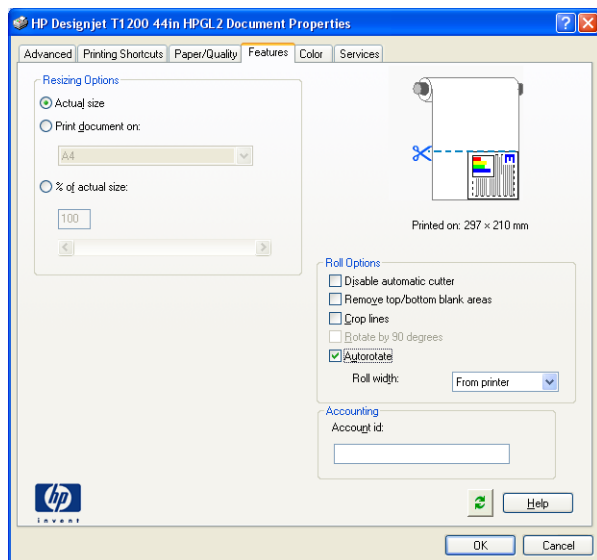 HP Designjet T1200 44in HPGL2 Document Properties
Advanced Printing Shortcuts Paper/Quality Features Color Services
Resizing Options
Actual size
Print document on:
A4
% of actual size:
100
Printed on: 297 × 210 mm
Roll Options
Disable automatic cutter
Remove top/bottom blank areas
Crop lines
Rotate by 90 degrees
Autorotate
Roll width: From printer
Accounting
Account id:
hp
invent
Help
OK Cancel